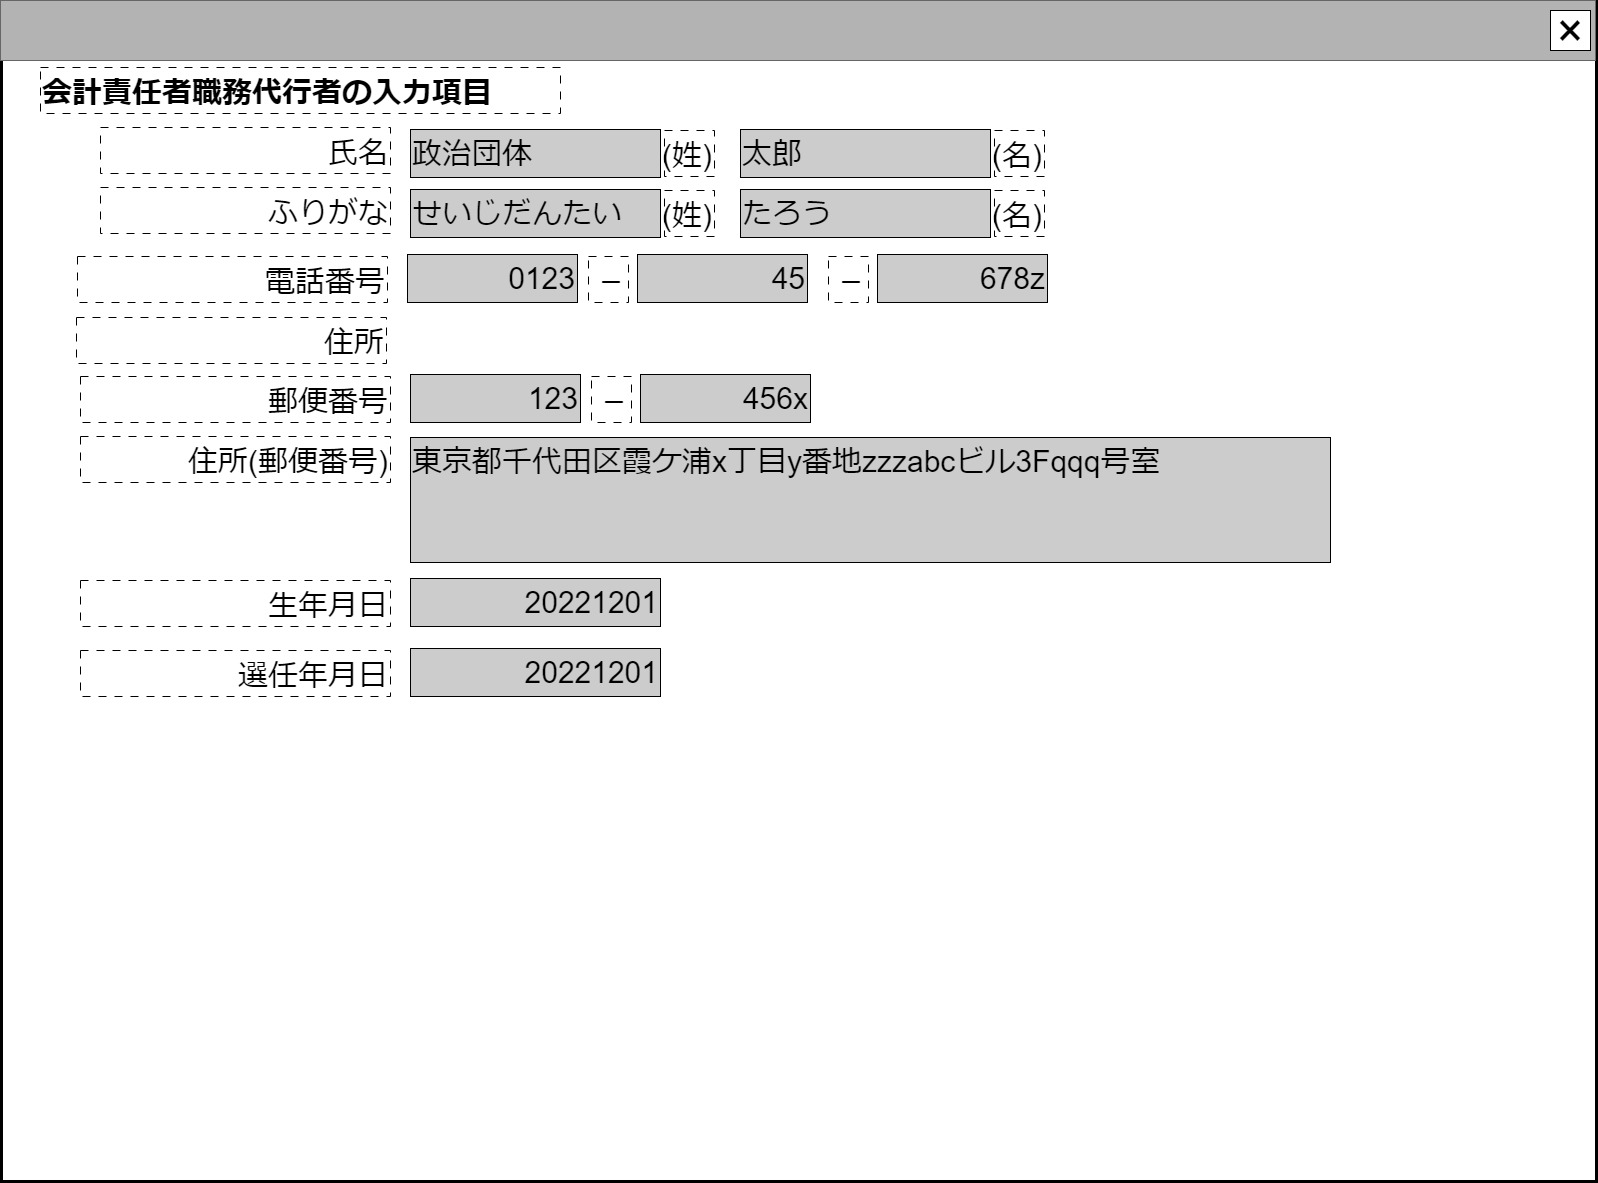 会計責任者職務代行者の入力項目
氏名 政治団体 (姓) 太郎 (名)
ふりがな せいじだんたい (姓) たろう (名)
電話番号 0123 – 45 – 678z
住所
郵便番号 123 – 456x
住所(郵便番号) 東京都千代田区霞ケ浦x丁目y番地zzzabcビル3Fqqq号室
生年月日 20221201
選任年月日 20221201